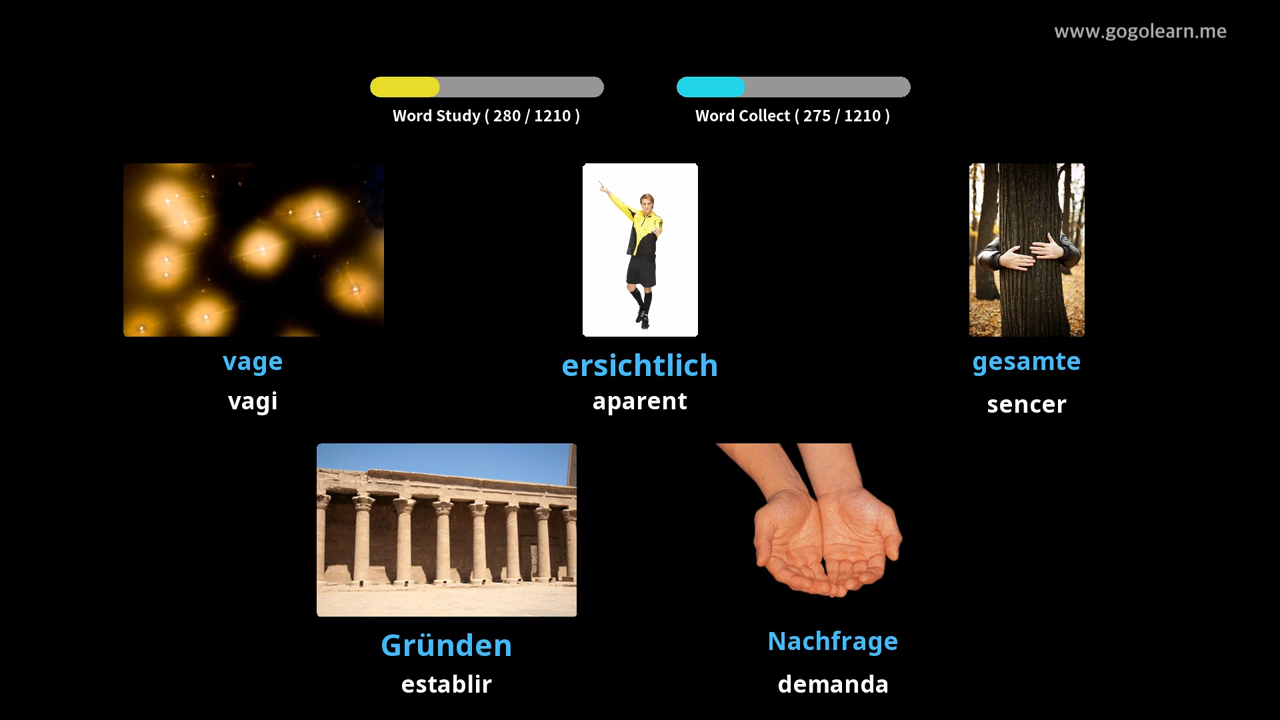 www.gogolearn.me
Word Study ( 280 / 1210 )
Word Collect ( 275 / 1210 )
vage
vagi
ersichtlich
aparent
gesamte
sencer
Gründen
establir
Nachfrage
demanda